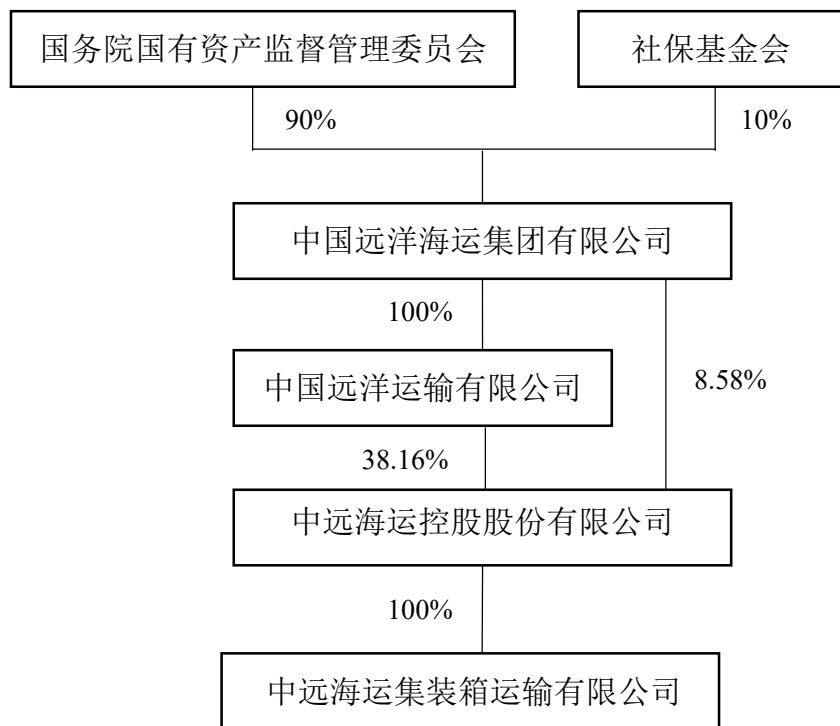 国务院国有资产监督管理委员会
社保基金会
90%
10%
中国远洋海运集团有限公司
100%
中国远洋运输有限公司
8.58%
38.16%
中远海运控股股份有限公司
100%
中远海运集装箱运输有限公司